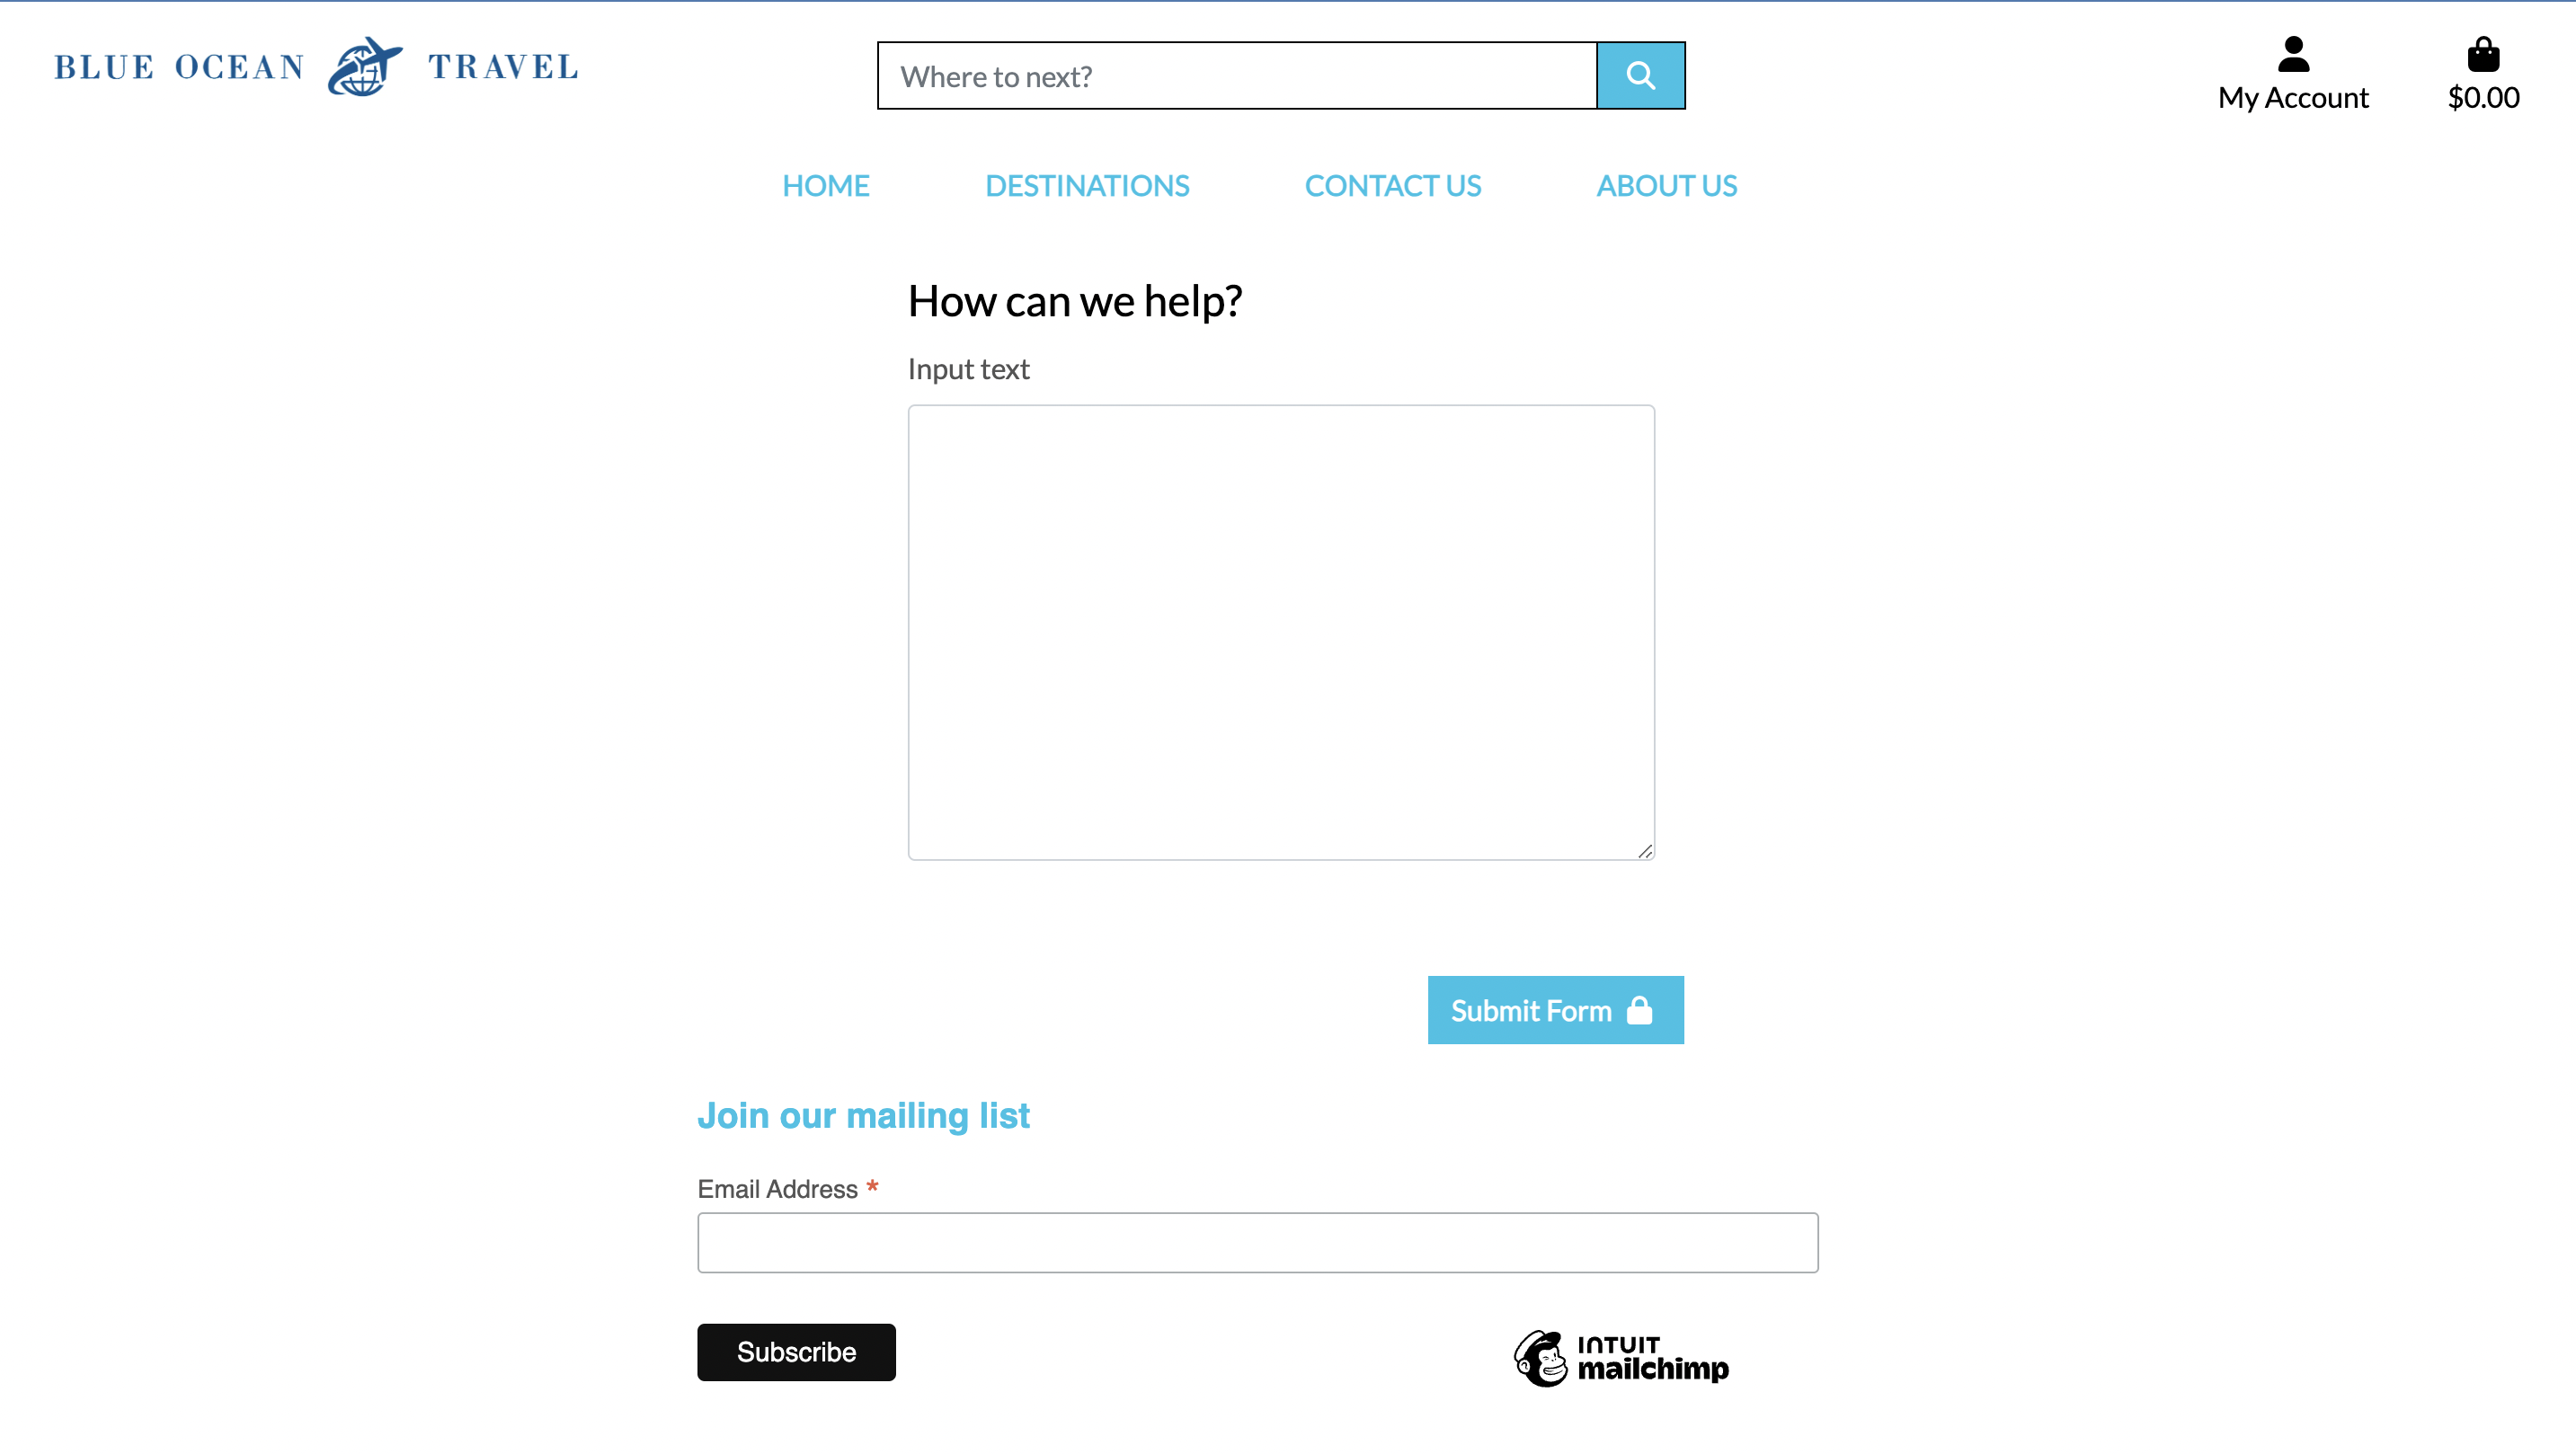 BLUE OCEAN TRAVEL
Where to next?
My Account
$0.00
HOME DESTINATIONS CONTACT US ABOUT US
How can we help?
Input text
Submit Form
Join our mailing list
Email Address *
Subscribe
INTUIT
mailchimp